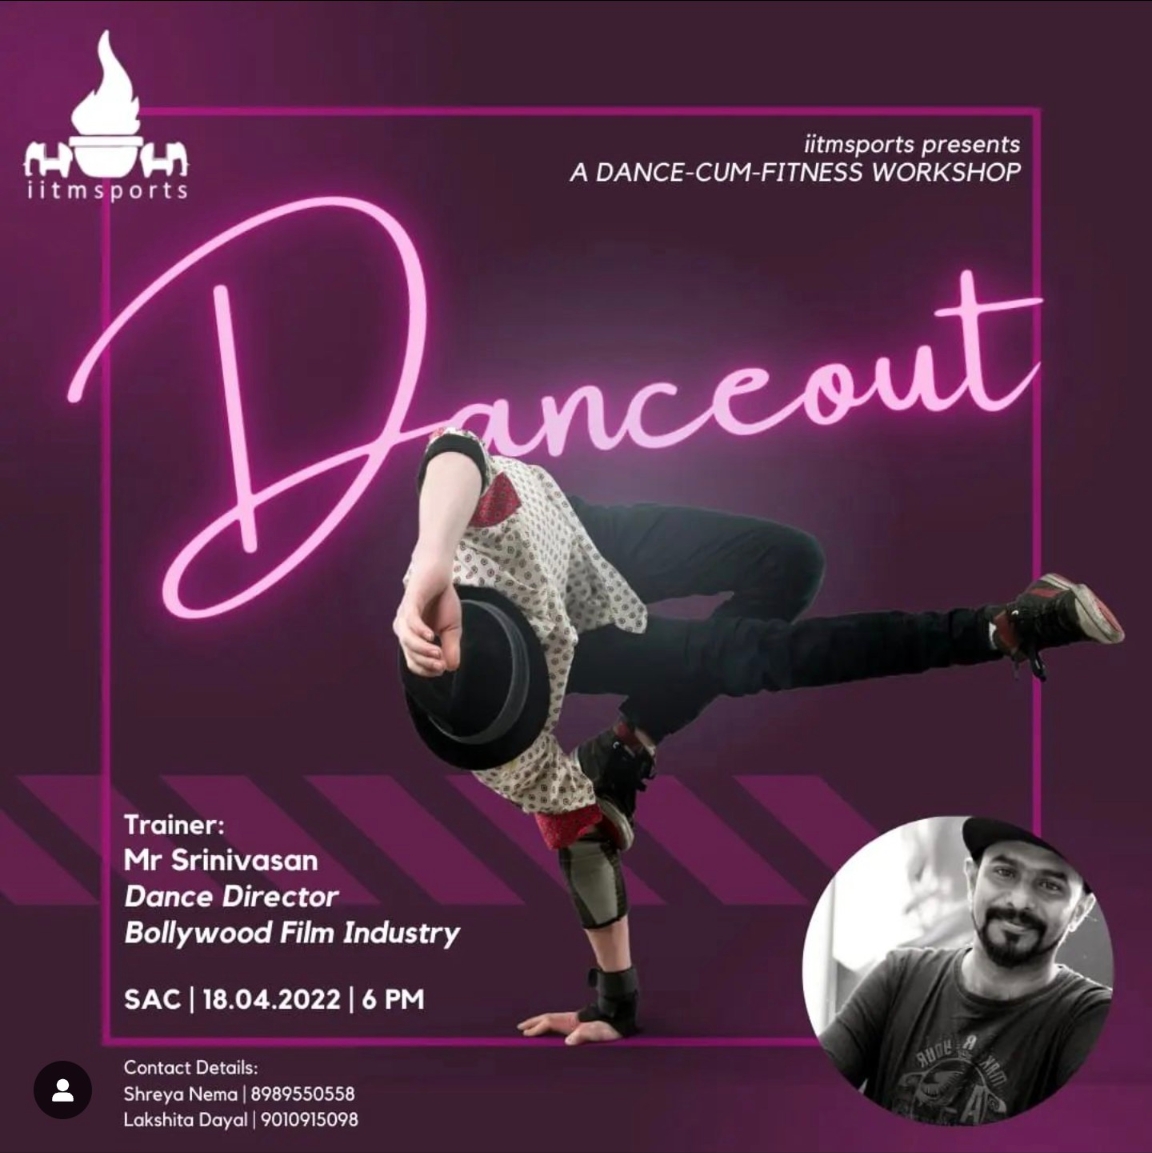 iitmsports
iitmsports presents
A DANCE-CUM-FITNESS WORKSHOP
Danceout
Trainer:
Mr Srinivasan
Dance Director
Bollywood Film Industry
SAC | 18.04.2022 | 6 PM
Contact Details:
Shreya Nema | 8989550558
Lakshita Dayal | 9010915098